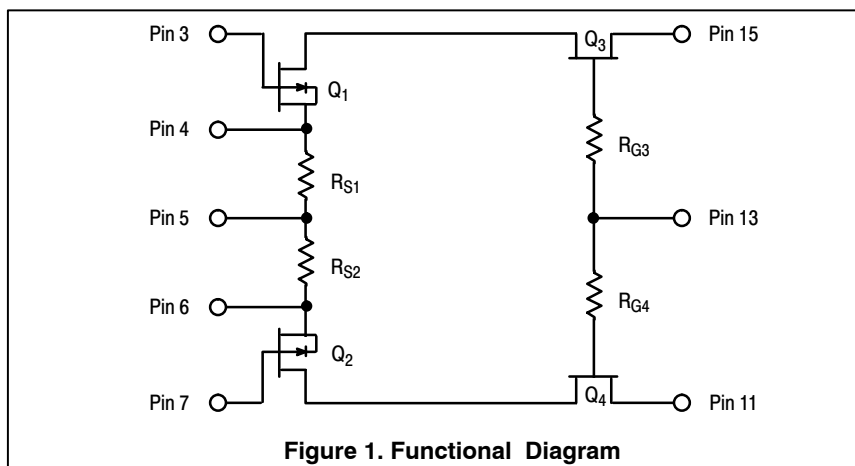 Pin 3
Q3
Pin 15
Q1
Pin 4
RS1
RG3
Pin 5
Pin 13
RS2
RG4
Pin 6
Q2
Pin 7
Q4
Pin 11
Figure 1. Functional Diagram